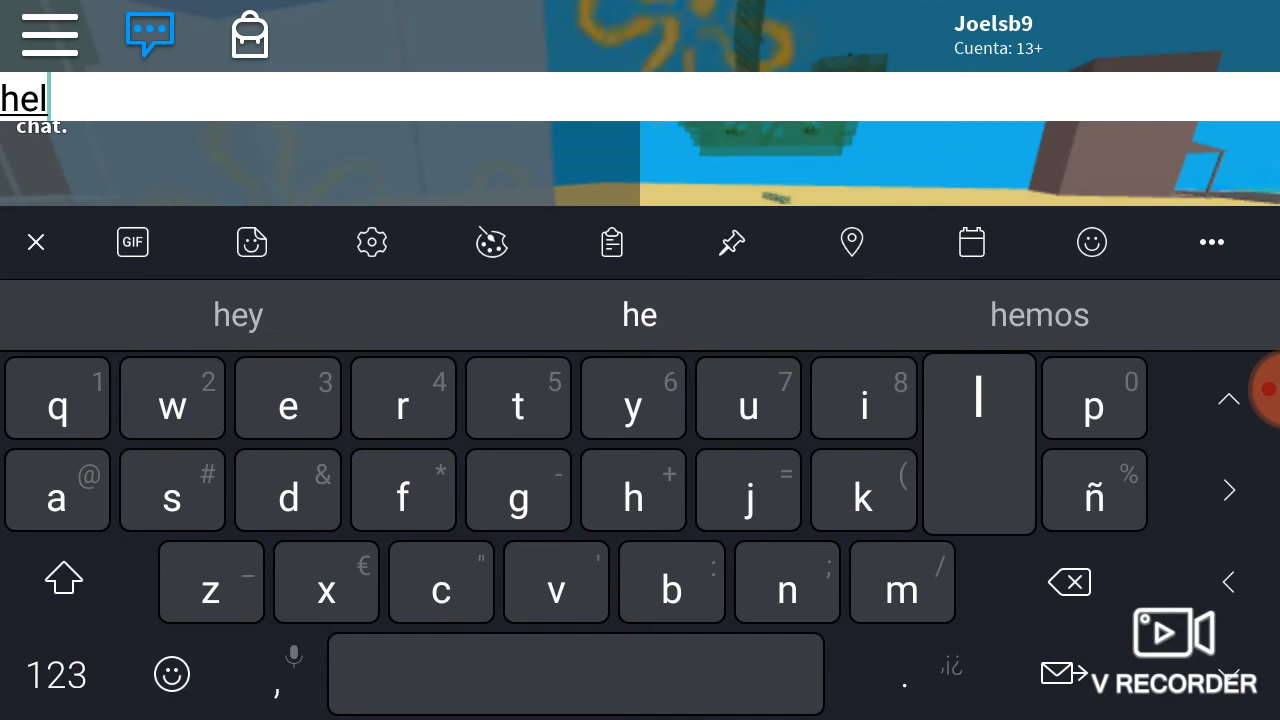 Joelsb9
Cuenta: 13+
hel
chat.
GIF
hey he hemos
q 1 w 2 e 3 r 4 t 5 y 6 u 7 i 8 l p 0
a @ s # d & f * g - h + j = k ( ñ %
z _ x € c " v ' b : n ; m /
123 , . ,¡¿
V RECORDER